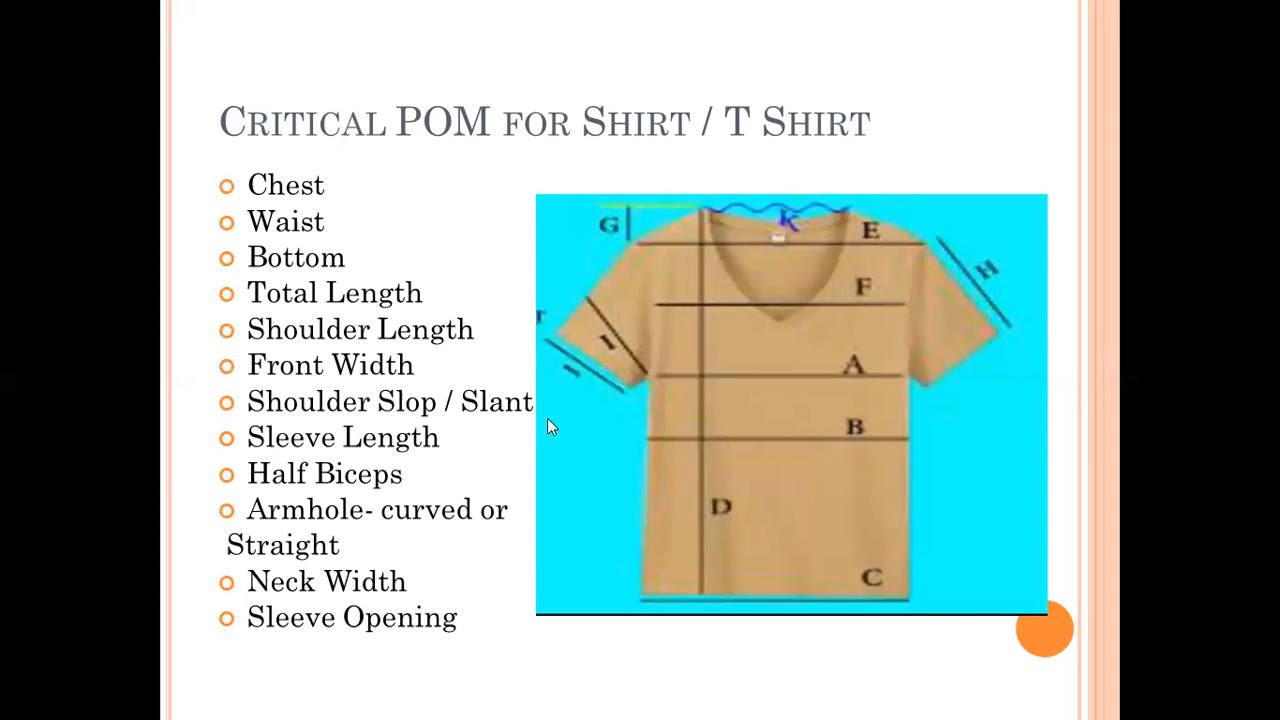 CRITICAL POM FOR SHIRT / T SHIRT
Chest
Waist
Bottom
Total Length
Shoulder Length
Front Width
Shoulder Slop / Slant
Sleeve Length
Half Biceps
Armhole- curved or
Straight
Neck Width
Sleeve Opening
G
K
E
H
F
I
A
B
D
C